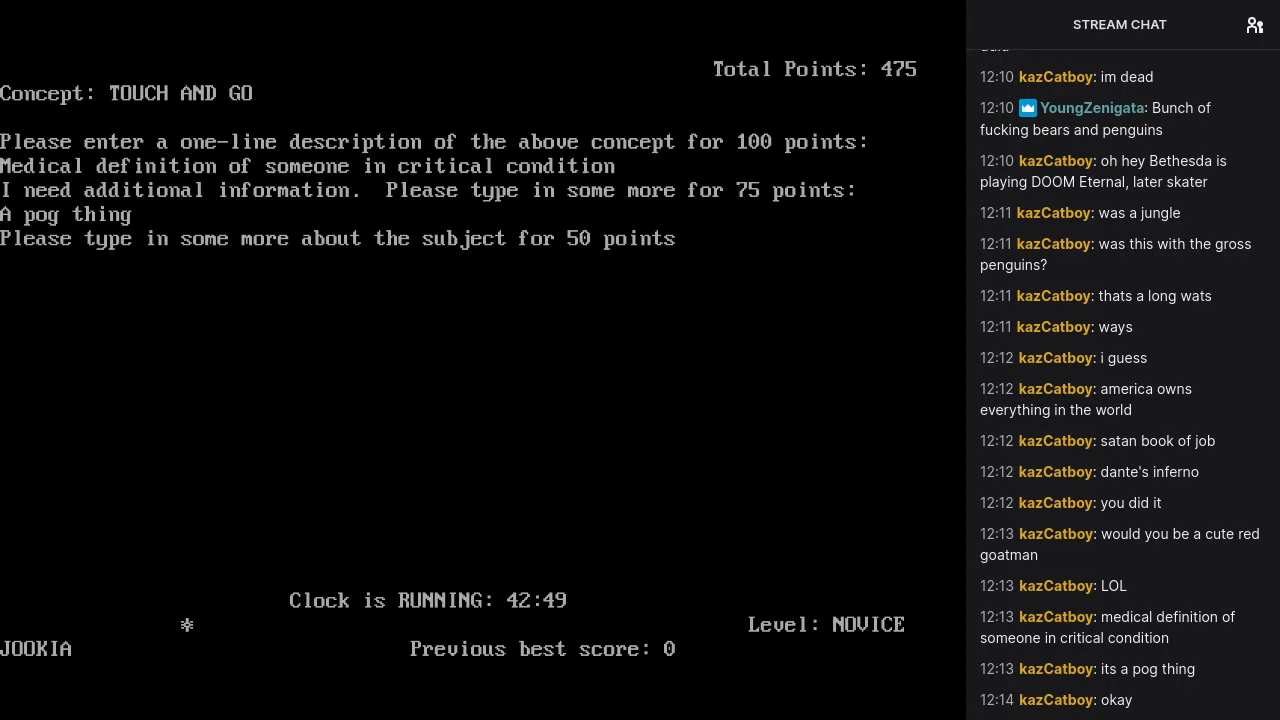 Total Points: 475
Concept: TOUCH AND GO
Please enter a one-line description of the above concept for 100 points:
Medical definition of someone in critical condition
I need additional information.  Please type in some more for 75 points:
A pog thing
Please type in some more about the subject for 50 points
Clock is RUNNING: 42:49
*
Level: NOVICE
JOOKIA
Previous best score: 0
STREAM CHAT
12:10 kazCatboy: im dead
12:10 YoungZenigata: Bunch of
fucking bears and penguins
12:10 kazCatboy: oh hey Bethesda is
playing DOOM Eternal, later skater
12:11 kazCatboy: was a jungle
12:11 kazCatboy: was this with the gross
penguins?
12:11 kazCatboy: thats a long wats
12:11 kazCatboy: ways
12:12 kazCatboy: i guess
12:12 kazCatboy: america owns
everything in the world
12:12 kazCatboy: satan book of job
12:12 kazCatboy: dante's inferno
12:12 kazCatboy: you did it
12:13 kazCatboy: would you be a cute red
goatman
12:13 kazCatboy: LOL
12:13 kazCatboy: medical definition of
someone in critical condition
12:13 kazCatboy: its a pog thing
12:14 kazCatboy: okay